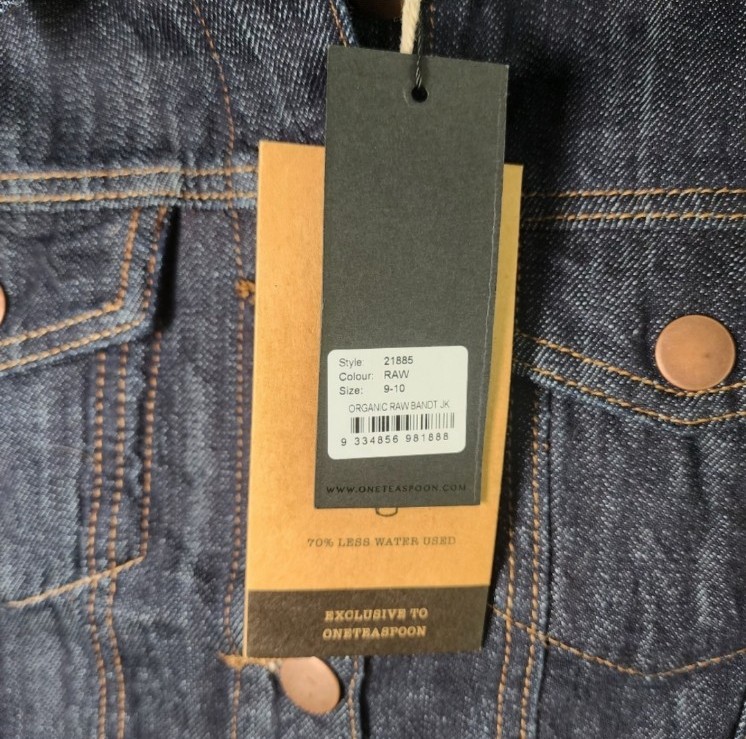 Style: 21885
Colour: RAW
Size: 9-10
ORGANIC RAW BANDT JK
9 334856 981888
WWW.ONETEASPOON.COM
70% LESS WATER USED
EXCLUSIVE TO
ONETEASPOON